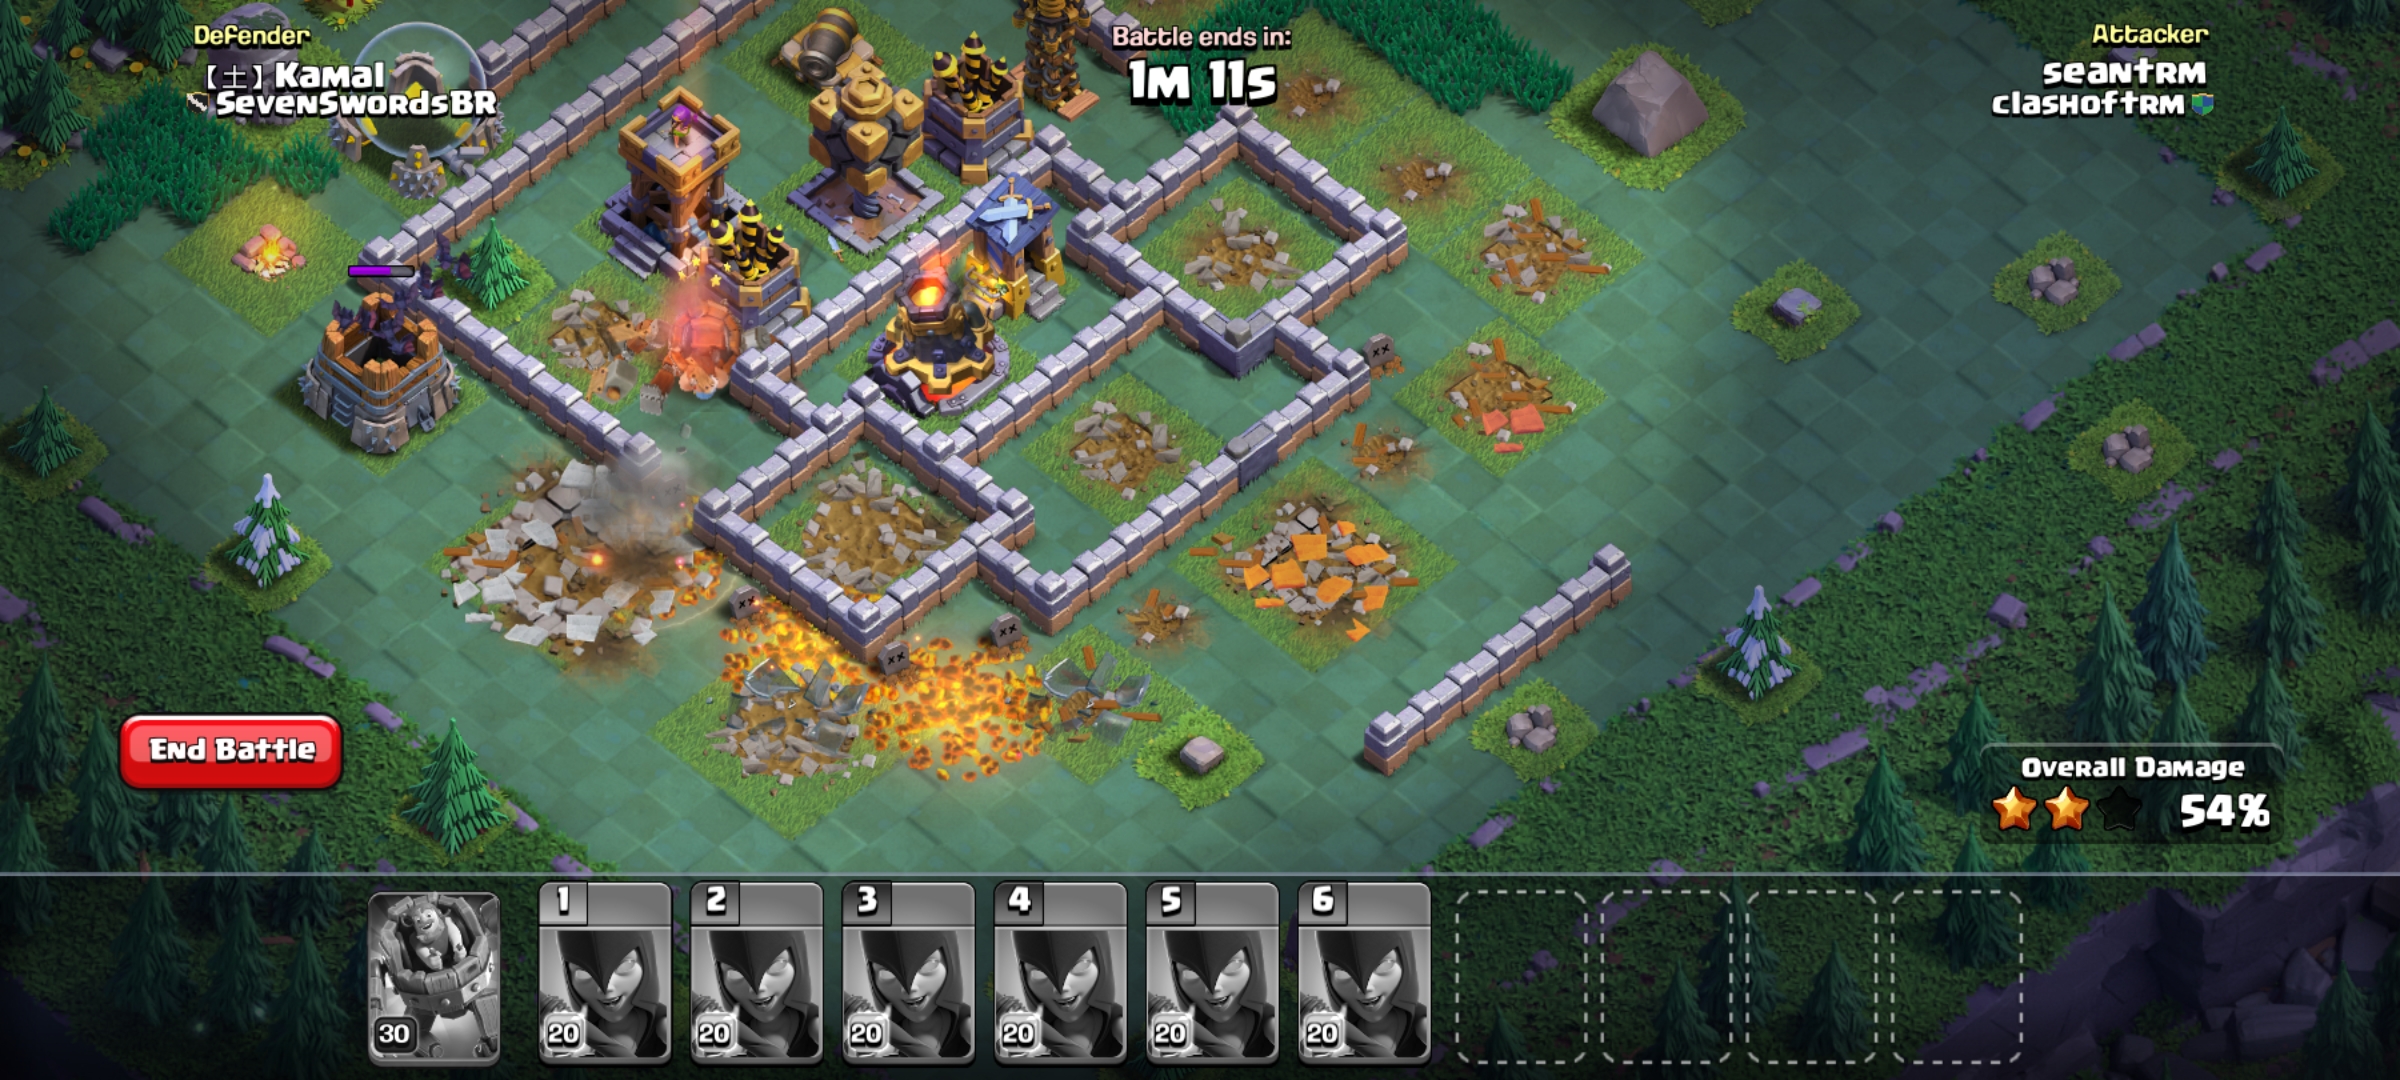 Defender
【土】Kamal
SevenSwordsBR
Battle ends in:
1M 11s
Attacker
seantRM
clashoftRM
End Battle
Overall Damage
54%
1
2
3
4
5
6
30
20
20
20
20
20
20